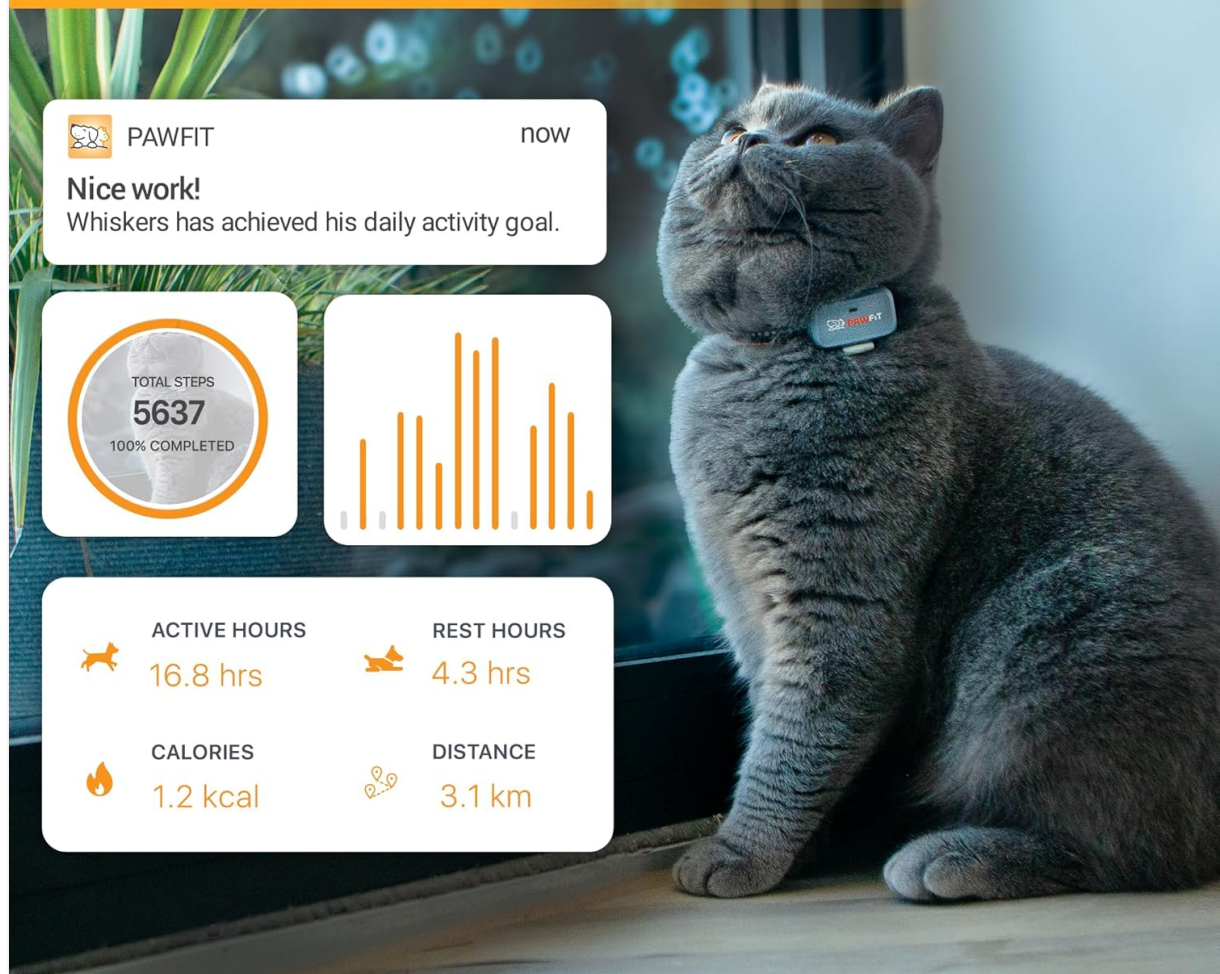 PAWFIT
now
Nice work!
Whiskers has achieved his daily activity goal.
PAWFIT
TOTAL STEPS
5637
100% COMPLETED
ACTIVE HOURS
16.8 hrs
REST HOURS
4.3 hrs
CALORIES
1.2 kcal
DISTANCE
3.1 km